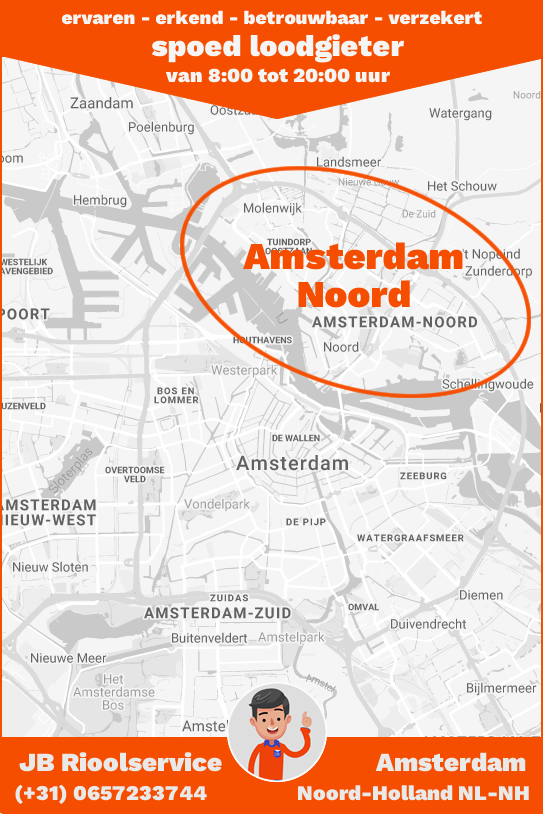 ervaren - erkend - betrouwbaar - verzekert
spoed loodgieter
van 8:00 tot 20:00 uur
Noord
Zaandam
Oostza
Watergang
Poelenburg
oom
Landsmeer
Nieuwe Gouw
Het Schouw
Hembrug
Molenwijk
De Zuid
TUINDORP
OOSTZAAN
WESTELIJK
AVENGEBIED
Amsterdam
't Nopeind
Zunderdorp
Noord
POORT
AMSTERDAM-NOORD
HOUTHAVENS
Noord
Westerpark
Schellingwoude
BOS EN
LOMMER
UZENVELD
DE WALLEN
Amsterdam
Sloterplas
OVERTOOMSE
VELD
ZEEBURG
AMSTERDAM
NIEUW-WEST
Vondelpark
DE PIJP
WATERGRAAFSMEER
Nieuw Sloten
ZUIDAS
Diemen
AMSTERDAM-ZUID
OMVAL
Duivendrecht
Buitenveldert
Amstelpark
Nieuwe Meer
Het
Amsterdamse
Bos
Amstel
Bijlmermeer
Amstel
JB Rioolservice
Amsterdam
(+31) 0657233744
Noord-Holland NL-NH